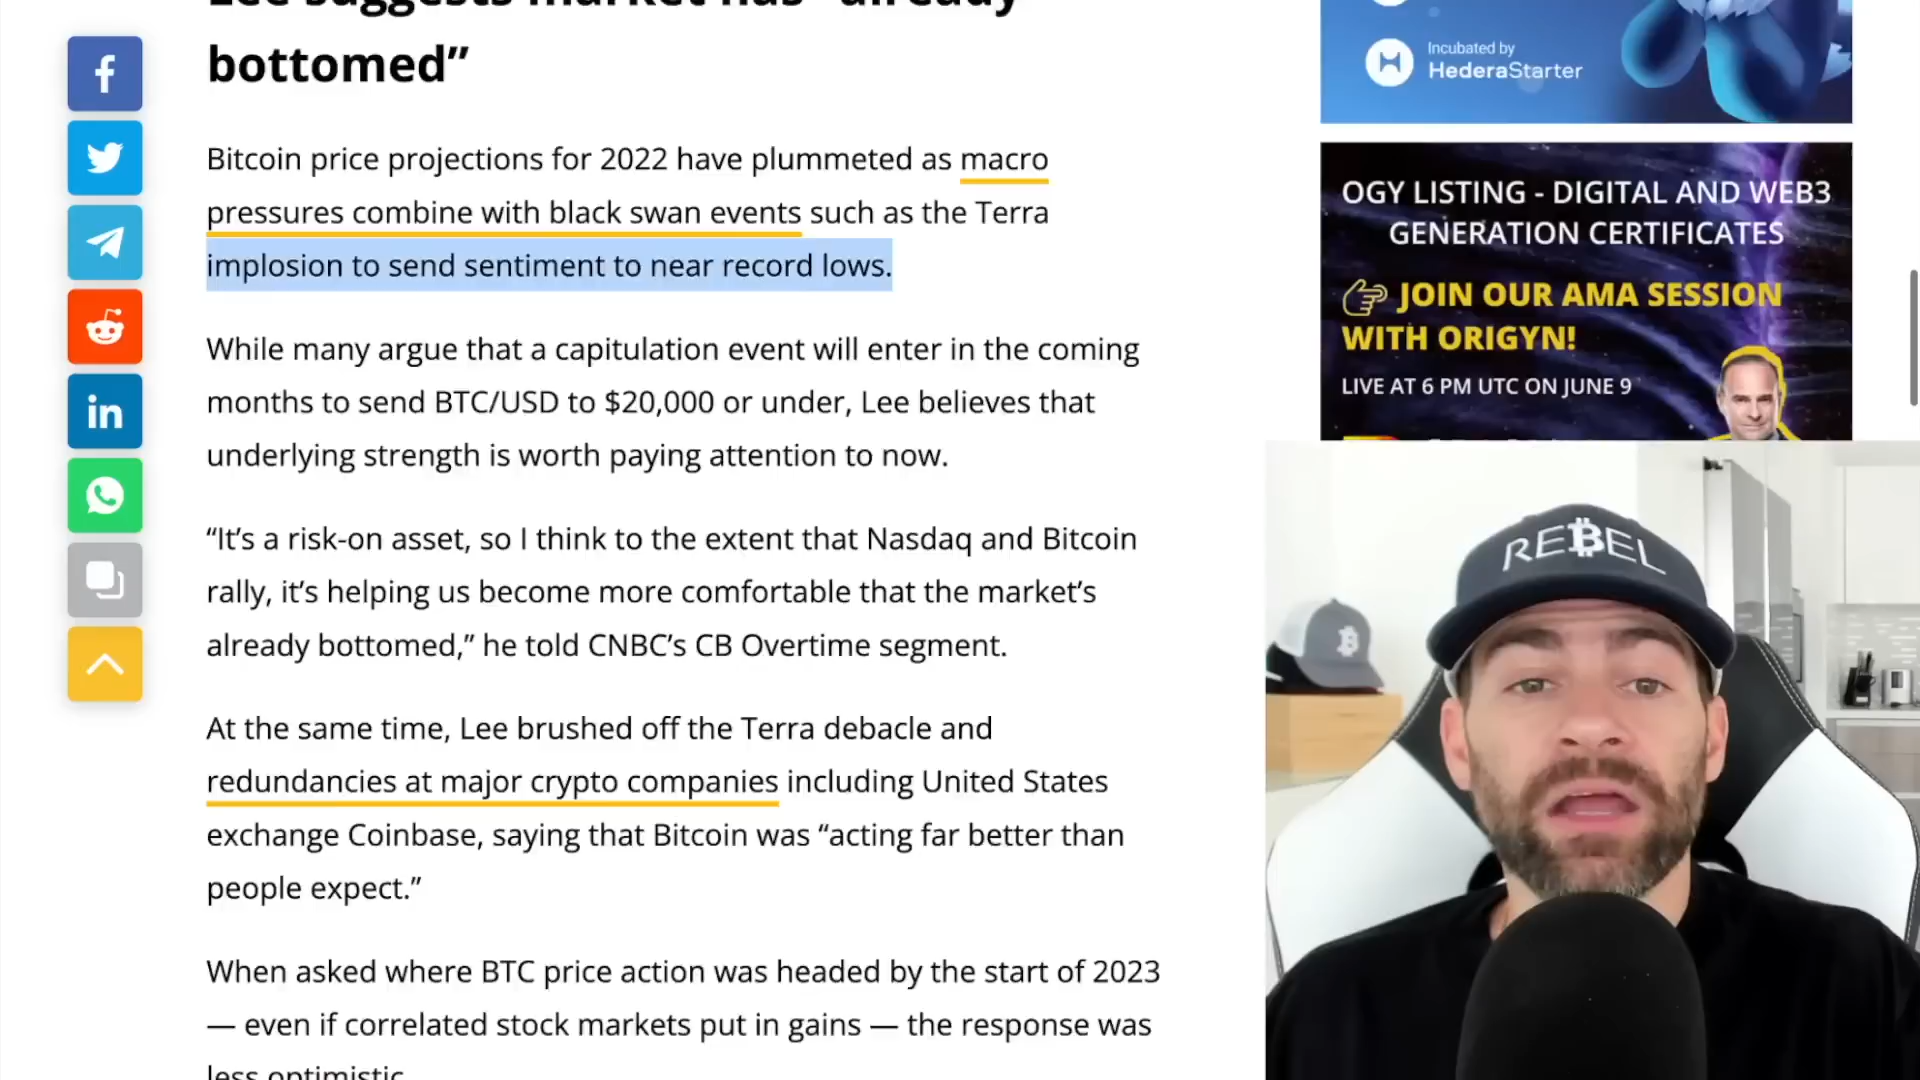 Lee suggests market has “already
bottomed”
Bitcoin price projections for 2022 have plummeted as macro
pressures combine with black swan events such as the Terra
implosion to send sentiment to near record lows.
While many argue that a capitulation event will enter in the coming
months to send BTC/USD to $20,000 or under, Lee believes that
underlying strength is worth paying attention to now.
“It’s a risk-on asset, so I think to the extent that Nasdaq and Bitcoin
rally, it’s helping us become more comfortable that the market’s
already bottomed,” he told CNBC’s CB Overtime segment.
At the same time, Lee brushed off the Terra debacle and
redundancies at major crypto companies including United States
exchange Coinbase, saying that Bitcoin was “acting far better than
people expect.”
When asked where BTC price action was headed by the start of 2023
— even if correlated stock markets put in gains — the response was
less optimistic.
Incubated by
HederaStarter
OGY LISTING - DIGITAL AND WEB3
GENERATION CERTIFICATES
JOIN OUR AMA SESSION
WITH ORIGYN!
LIVE AT 6 PM UTC ON JUNE 9
REBEL